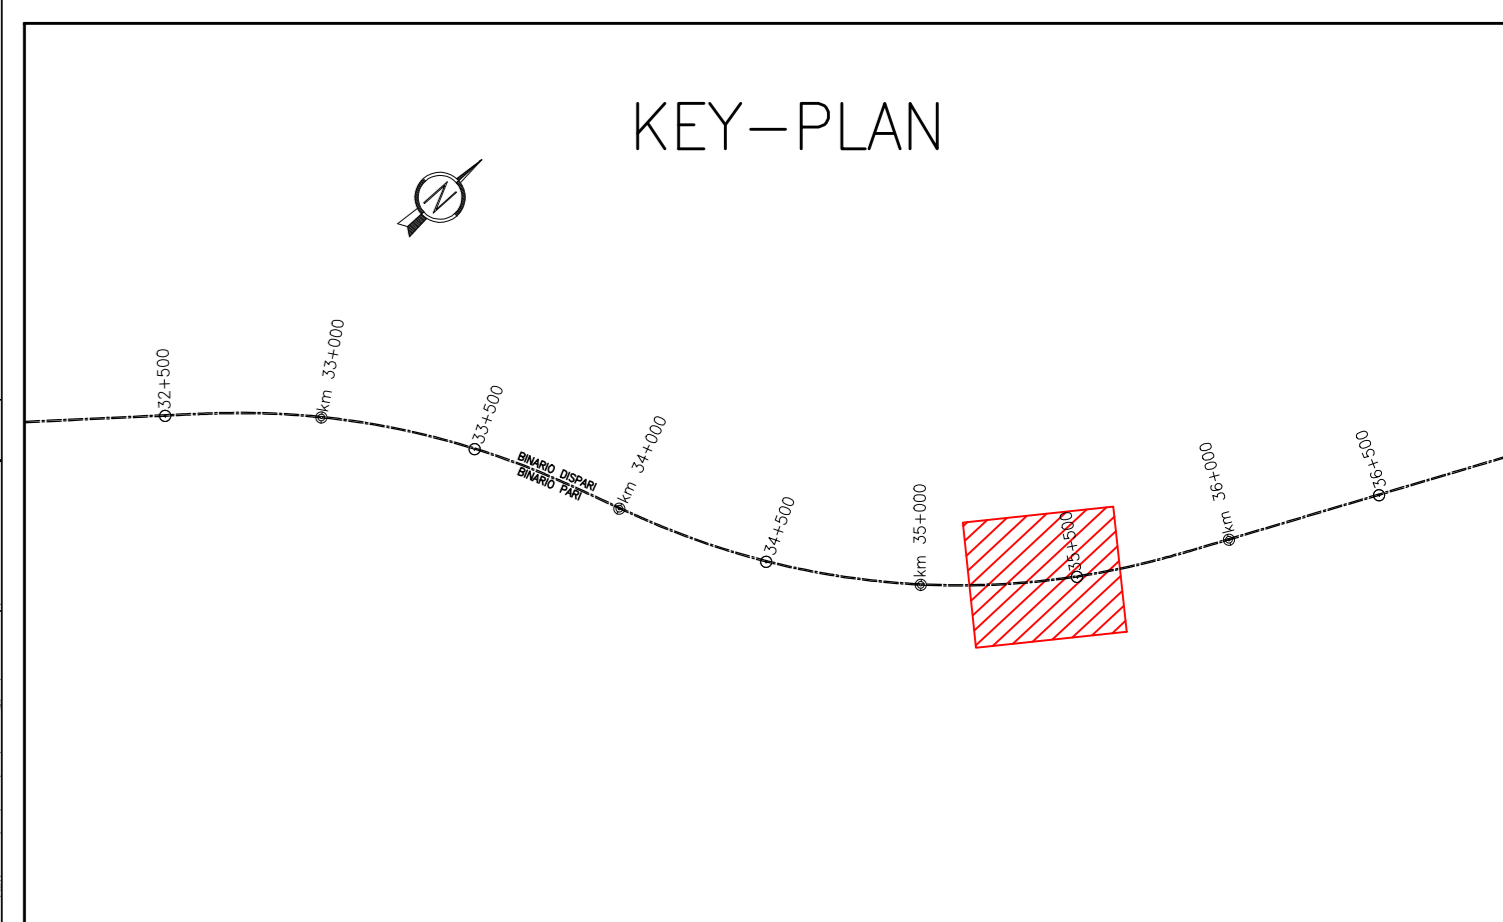 KEY-PLAN
N
32+500
km 33+000
33+500
BINARIO DISPARI
BINARIO PARI
km 34+000
34+500
km 35+000
35+500
km 36+000
36+500